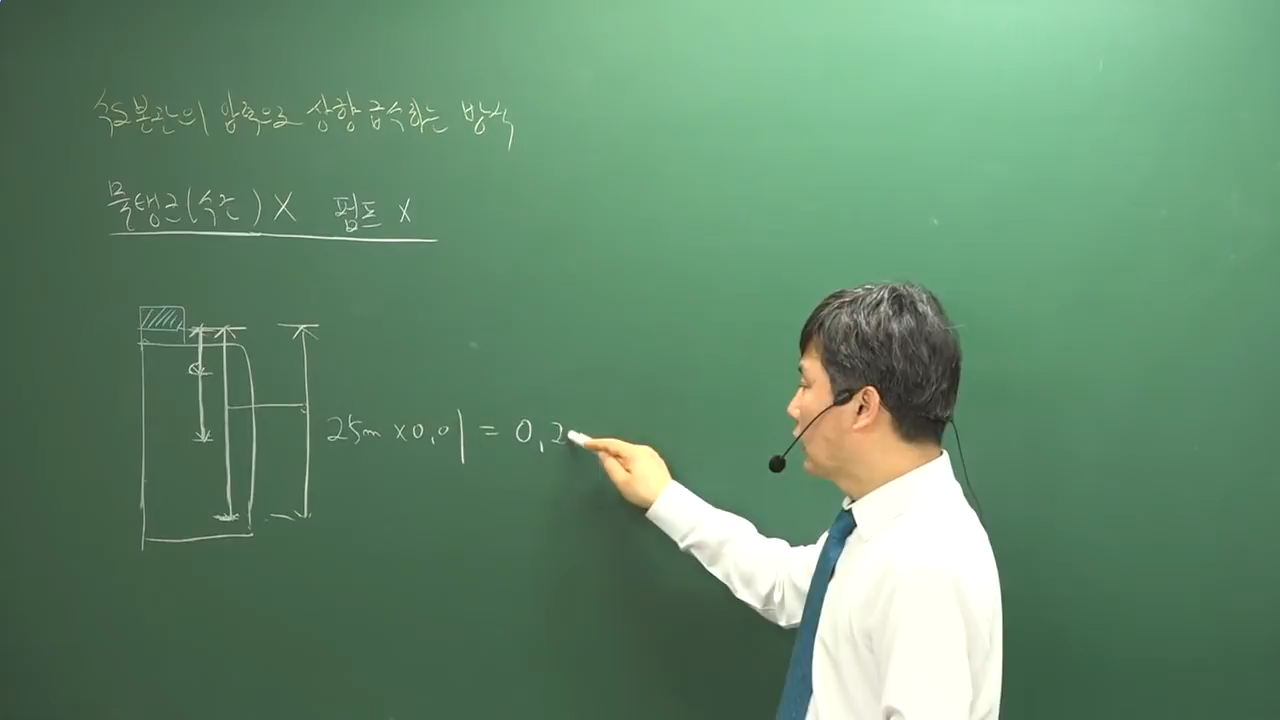 수도본관의 압력으로 상향 급수하는 방식
물탱크(수조) X 펌프 X
25m x 0,01 = 0,2